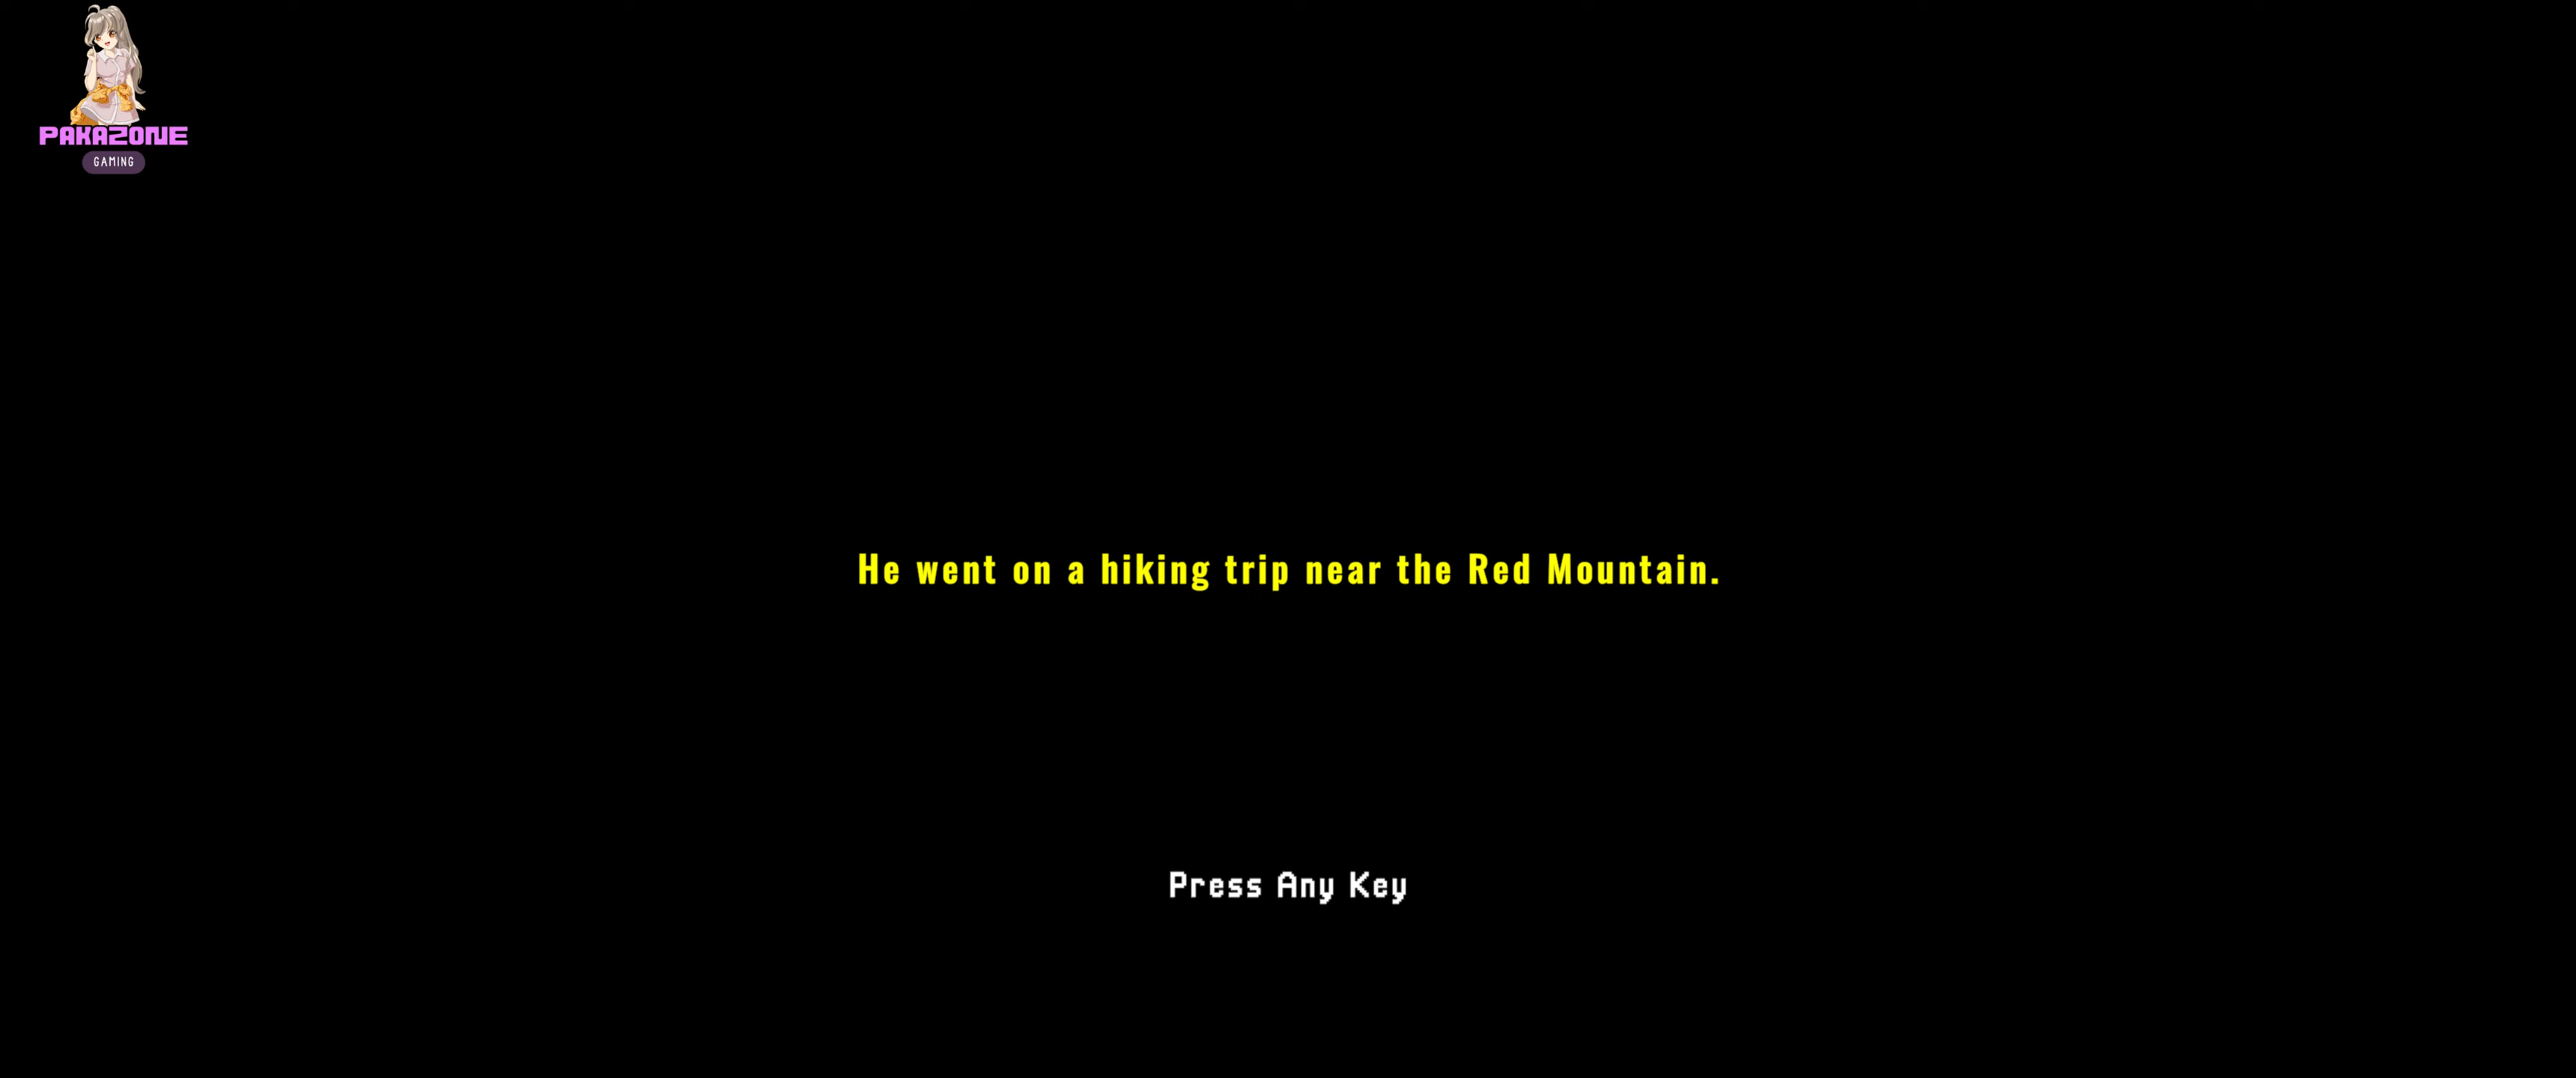 PAKAZONE
GAMING
He went on a hiking trip near the Red Mountain.
Press Any Key